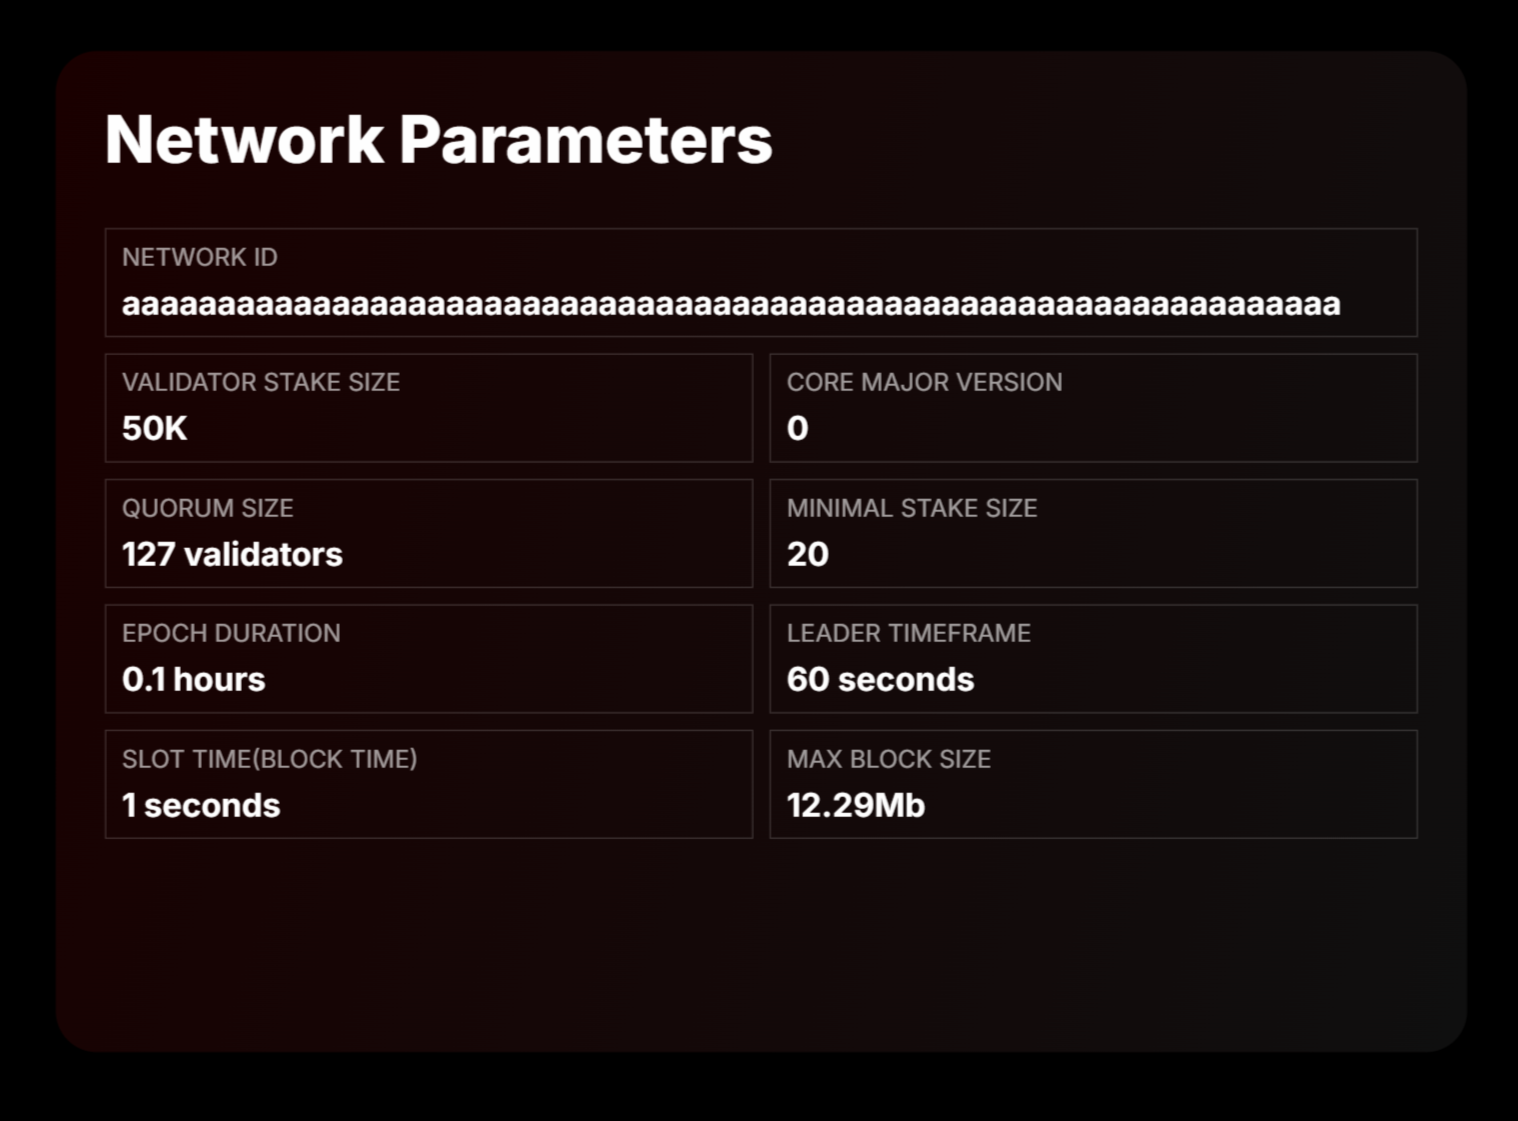 Network Parameters
NETWORK ID
aaaaaaaaaaaaaaaaaaaaaaaaaaaaaaaaaaaaaaaaaaaaaaaaaaaaaaaaaaaaaaaa
VALIDATOR STAKE SIZE
50K
CORE MAJOR VERSION
0
QUORUM SIZE
127 validators
MINIMAL STAKE SIZE
20
EPOCH DURATION
0.1 hours
LEADER TIMEFRAME
60 seconds
SLOT TIME(BLOCK TIME)
1 seconds
MAX BLOCK SIZE
12.29Mb